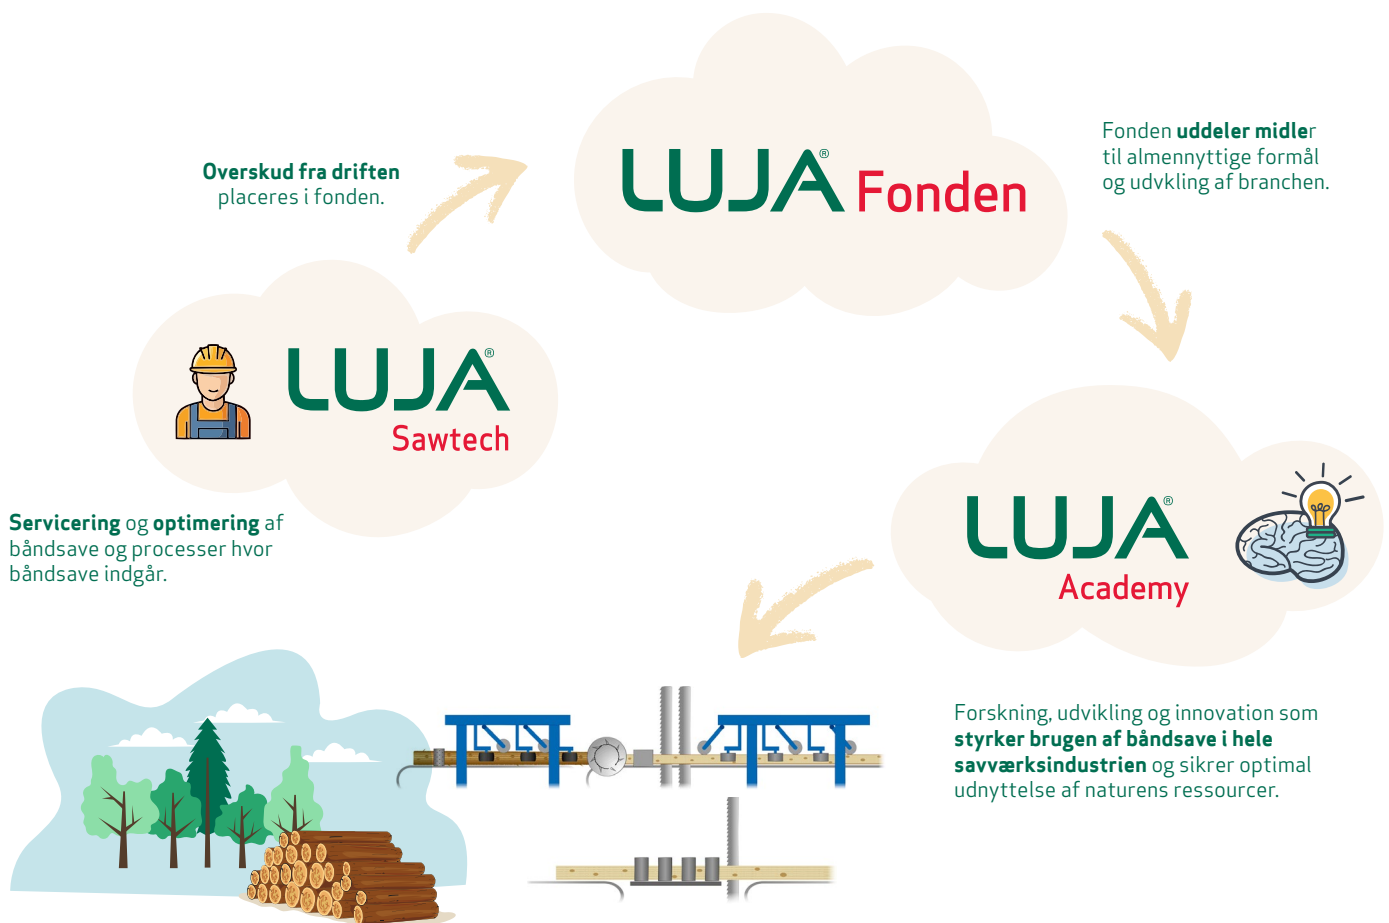 LUJA® Fonden
Overskud fra driften
placeres i fonden.
Fonden uddeler midler
til almennyttige formål
og udvkling af branchen.
LUJA®
Sawtech
Servicering og optimering af
båndsave og processer hvor
båndsave indgår.
LUJA®
Academy
Forskning, udvikling og innovation som
styrker brugen af båndsave i hele
savværksindustrien og sikrer optimal
udnyttelse af naturens ressourcer.